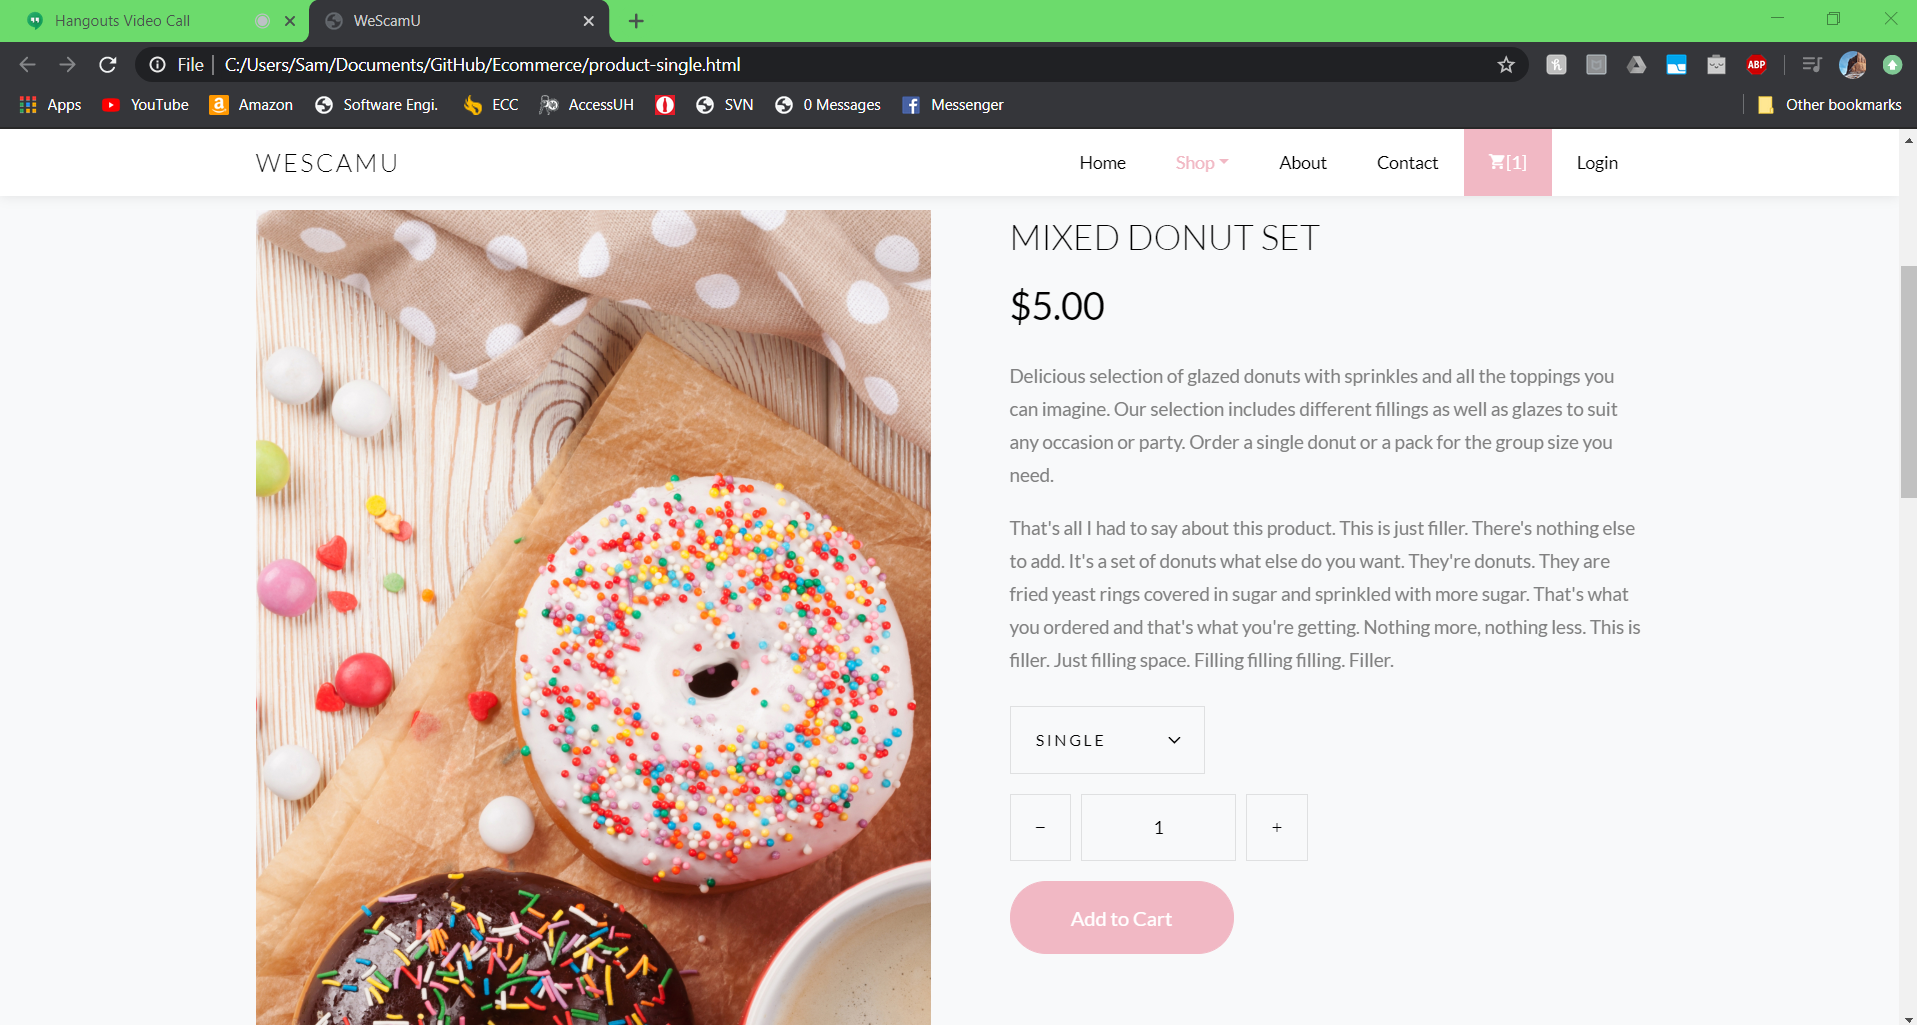 Hangouts Video Call
WeScamU
File
C:/Users/Sam/Documents/GitHub/Ecommerce/product-single.html
ABP
Apps
YouTube
Amazon
Software Engi.
ECC
AccessUH
SVN
0 Messages
Messenger
Other bookmarks
WESCAMU
Home
Shop
About
Contact
[1]
Login
MIXED DONUT SET
$5.00
Delicious selection of glazed donuts with sprinkles and all the toppings you
can imagine. Our selection includes different fillings as well as glazes to suit
any occasion or party. Order a single donut or a pack for the group size you
need.
That's all I had to say about this product. This is just filler. There's nothing else
to add. It's a set of donuts what else do you want. They're donuts. They are
fried yeast rings covered in sugar and sprinkled with more sugar. That's what
you ordered and that's what you're getting. Nothing more, nothing less. This is
filler. Just filling space. Filling filling filling. Filler.
SINGLE
− 1 +
Add to Cart